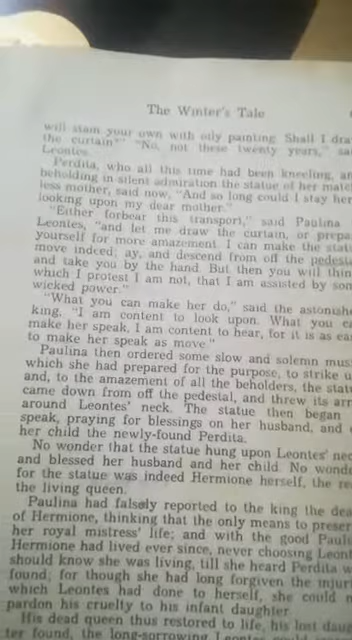 The Winter's Tale
will stain your own with oily painting. Shall I dra
the curtain?" "No, not these twenty years," sa
Leontes.
Perdita, who all this time had been kneeling, an
beholding in silent admiration the statue of her matc
less mother, said now, "And so long could I stay her
looking upon my dear mother."
"Either forbear this transport," said Paulina
Leontes, "and let me draw the curtain, or prepa
yourself for more amazement. I can make the stat
move indeed; ay, and descend from off the pedesta
and take you by the hand. But then you will thin
which I protest I am not, that I am assisted by som
wicked power."
"What you can make her do," said the astonishe
king, "I am content to look upon. What you ca
make her speak, I am content to hear, for it is as eas
to make her speak as move."
Paulina then ordered some slow and solemn mus
which she had prepared for the purpose, to strike u
and, to the amazement of all the beholders, the stat
came down from off the pedestal, and threw its arm
around Leontes' neck. The statue then began
speak, praying for blessings on her husband, and
her child the newly-found Perdita.
No wonder that the statue hung upon Leontes' nec
and blessed her husband and her child. No wonde
for the statue was indeed Hermione herself, the re
the living queen.
Paulina had falsely reported to the king the dea
of Hermione, thinking that the only means to preser
her royal mistress' life; and with the good Pauli
Hermione had lived ever since, never choosing Leont
should know she was living, till she heard Perdita w
found; for though she had long forgiven the injur
which Leontes had done to herself, she could n
pardon his cruelty to his infant daughter.
His dead queen thus restored to life, his lost daug
ter found, the long-sorrowing Leontes could